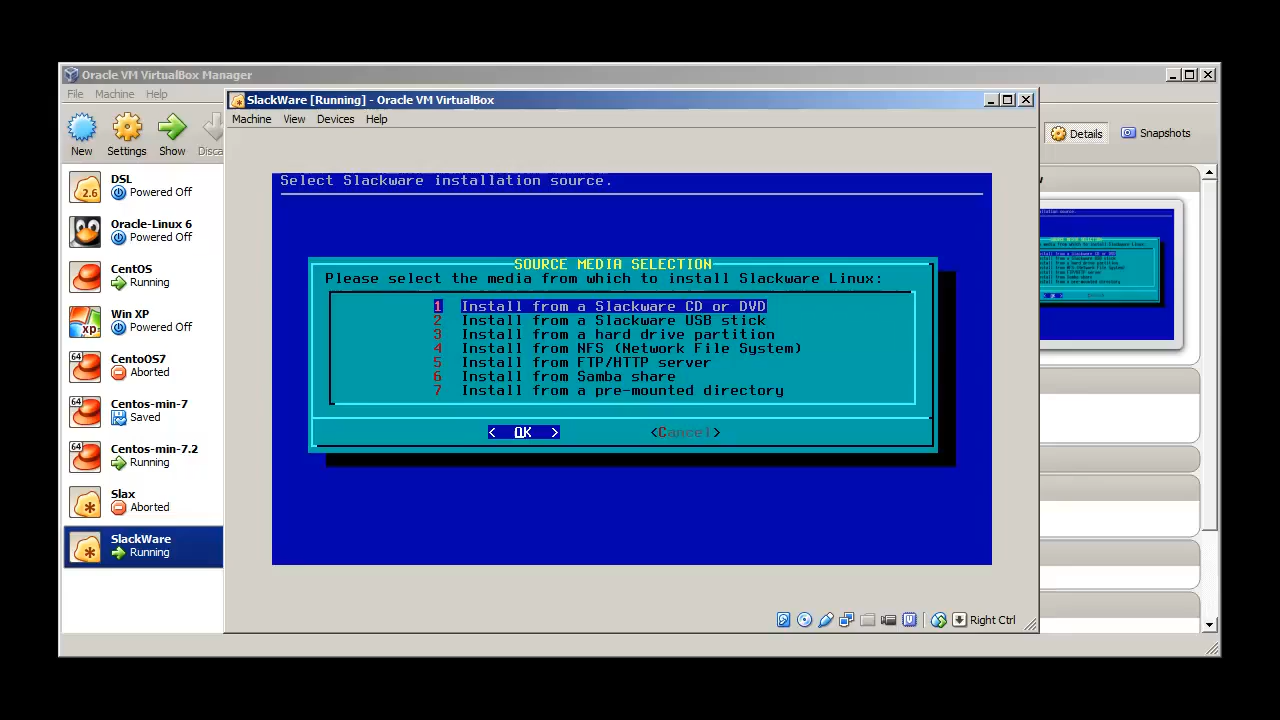 Oracle VM VirtualBox Manager
File Machine Help
New Settings Show Disca
Details Snapshots
DSL
2.6
Powered Off
Oracle-Linux 6
Powered Off
CentOS
Running
Win XP
xp
Powered Off
CentoOS7
64
Aborted
Centos-min-7
64
Saved
Centos-min-7.2
64
Running
Slax
Aborted
SlackWare
Running
SlackWare [Running] - Oracle VM VirtualBox
Machine View Devices Help
Select Slackware installation source.
SOURCE MEDIA SELECTION
Please select the media from which to install Slackware Linux:
1 Install from a Slackware CD or DVD
2 Install from a Slackware USB stick
3 Install from a hard drive partition
4 Install from NFS (Network File System)
5 Install from FTP/HTTP server
6 Install from Samba share
7 Install from a pre-mounted directory
< OK > <Cancel>
Right Ctrl